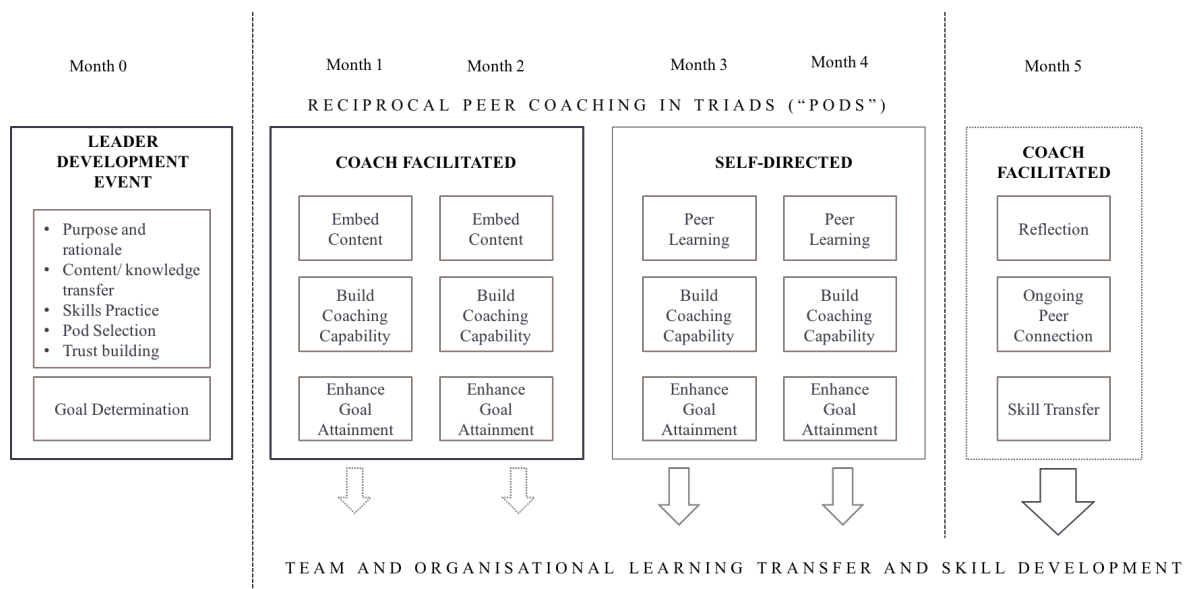 Month 0
Month 1
Month 2
Month 3
Month 4
Month 5
RECIPROCAL PEER COACHING IN TRIADS (“PODS”)
LEADER
DEVELOPMENT
EVENT
• Purpose and
rationale
• Content/ knowledge
transfer
• Skills Practice
• Pod Selection
• Trust building
Goal Determination
COACH FACILITATED
Embed
Content
Embed
Content
Build
Coaching
Capability
Build
Coaching
Capability
Enhance
Goal
Attainment
Enhance
Goal
Attainment
SELF-DIRECTED
Peer
Learning
Peer
Learning
Build
Coaching
Capability
Build
Coaching
Capability
Enhance
Goal
Attainment
Enhance
Goal
Attainment
COACH
FACILITATED
Reflection
Ongoing
Peer
Connection
Skill Transfer
TEAM AND ORGANISATIONAL LEARNING TRANSFER AND SKILL DEVELOPMENT